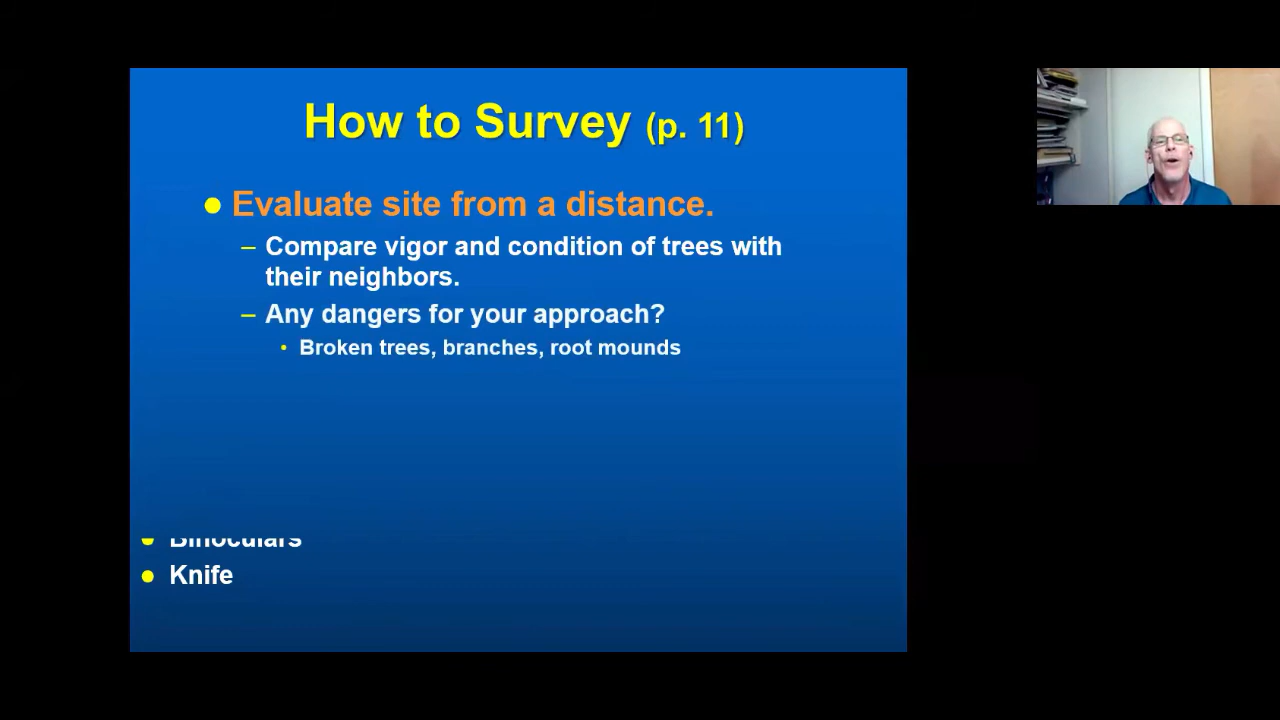 How to Survey (p. 11)
● Evaluate site from a distance.
– Compare vigor and condition of trees with
their neighbors.
– Any dangers for your approach?
• Broken trees, branches, root mounds
● Binoculars
● Knife